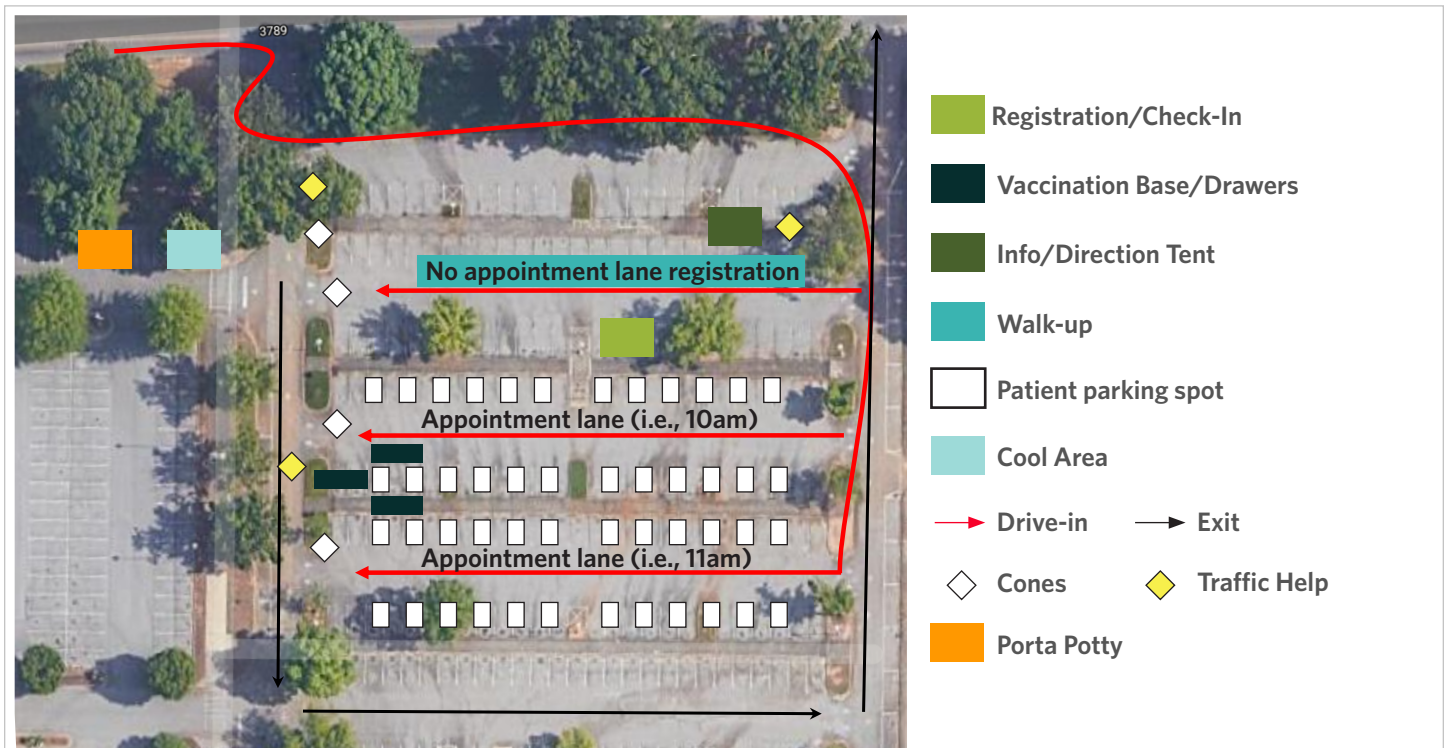 3789
No appointment lane registration
Appointment lane (i.e., 10am)
Appointment lane (i.e., 11am)
Registration/Check-In
Vaccination Base/Drawers
Info/Direction Tent
Walk-up
Patient parking spot
Cool Area
Drive-in
Exit
Cones
Traffic Help
Porta Potty